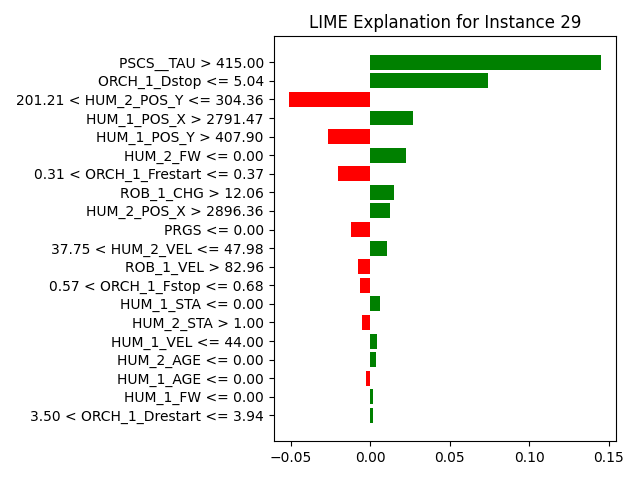 LIME Explanation for Instance 29
PSCS__TAU > 415.00
ORCH_1_Dstop <= 5.04
201.21 < HUM_2_POS_Y <= 304.36
HUM_1_POS_X > 2791.47
HUM_1_POS_Y > 407.90
HUM_2_FW <= 0.00
0.31 < ORCH_1_Frestart <= 0.37
ROB_1_CHG > 12.06
HUM_2_POS_X > 2896.36
PRGS <= 0.00
37.75 < HUM_2_VEL <= 47.98
ROB_1_VEL > 82.96
0.57 < ORCH_1_Fstop <= 0.68
HUM_1_STA <= 0.00
HUM_2_STA > 1.00
HUM_1_VEL <= 44.00
HUM_2_AGE <= 0.00
HUM_1_AGE <= 0.00
HUM_1_FW <= 0.00
3.50 < ORCH_1_Drestart <= 3.94
−0.05 0.00 0.05 0.10 0.15